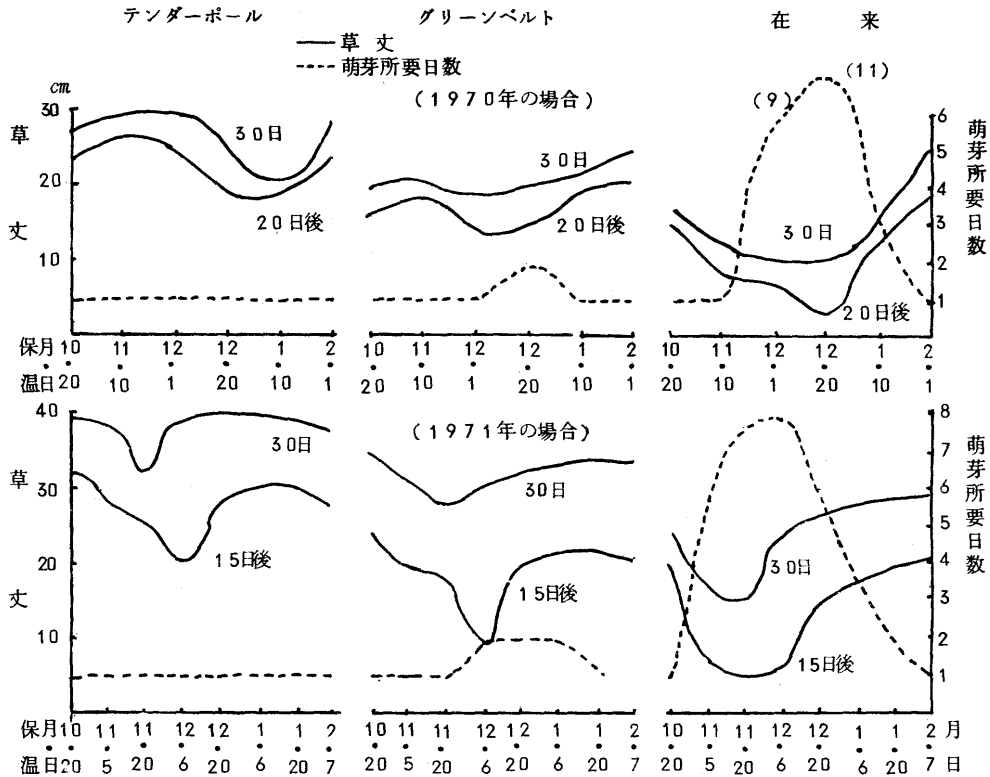 テンダーポール グリーンベルト 在来
草丈
萌芽所要日数
(1970年の場合)
cm
30
20
10
草丈
30日
20日後
30日
20日後
(9)
(11)
30日
20日後
6
5
4
3
2
1
萌芽所要日数
保温 月・日 10・20 11・10 12・1 12・20 1・10 2・1
10・20 11・10 12・1 12・20 1・10 2・1
10・20 11・10 12・1 12・20 1・10 2・1
(1971年の場合)
40
30
20
10
草丈
30日
15日後
30日
15日後
30日
15日後
8
7
6
5
4
3
2
1
萌芽所要日数
保温 月・日 10・20 11・5 11・20 12・6 12・20 1・6 1・20 2・7
10・20 11・5 11・20 12・6 12・20 1・6 1・20 2・7
10・20 11・5 11・20 12・6 12・20 1・6 1・20 2・7 月・日